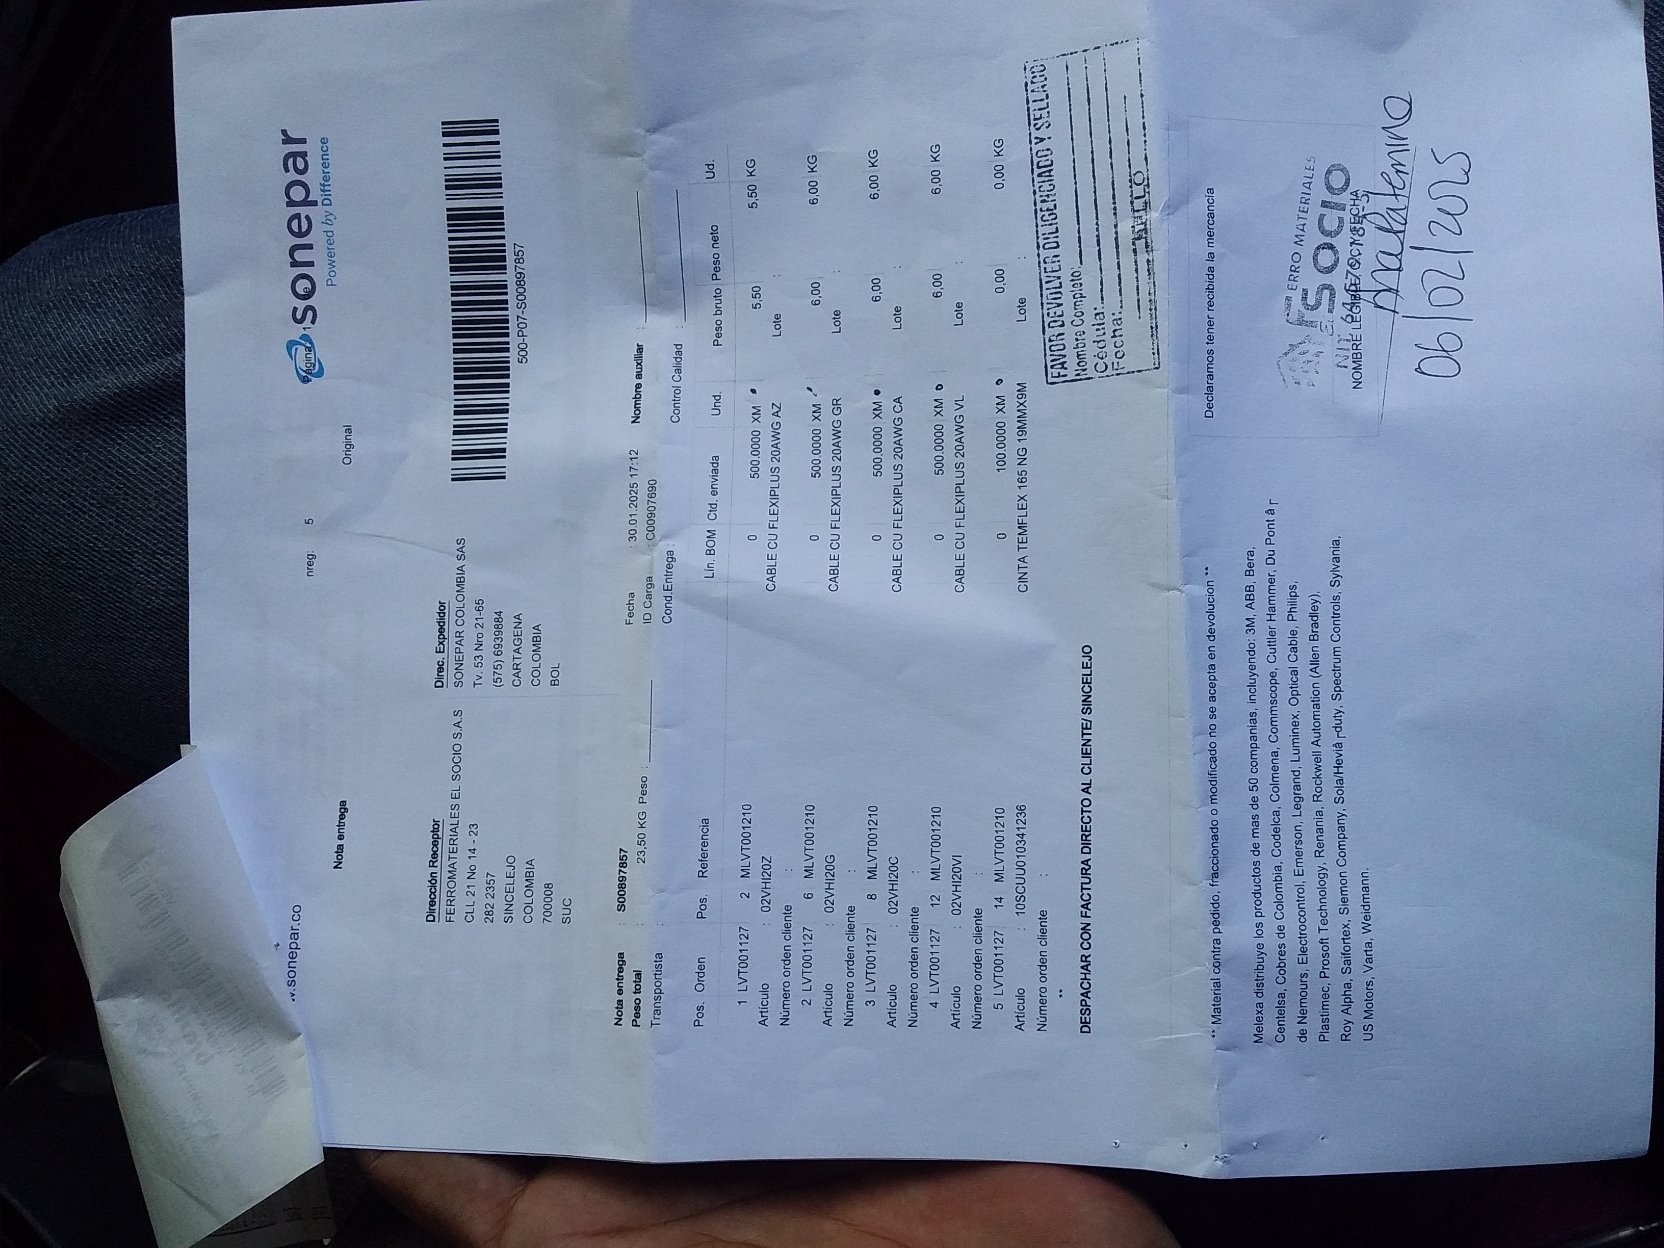 sonepar
Powered by Difference
Página 1
.sonepar.co
nreg: 5
Nota entrega
Original
Dirección Receptor
FERROMATERIALES EL SOCIO S.A.S
CLL 21 No 14 - 23
282 2357
SINCELEJO
COLOMBIA
700008
SUC
Direc. Expedidor
SONEPAR COLOMBIA SAS
Tv. 53 Nro 21-65
(575) 6939884
CARTAGENA
COLOMBIA
BOL
500-P07-S00897857
Nota entrega : S00897857 Fecha : 30.01.2025 17:12 Nombre auxiliar :
Peso total : 23,50 KG Peso : ID Carga : C00907690
Transportista : Cond.Entrega : Control Calidad :
Pos. Orden Pos. Referencia Lín. BOM Ctd. enviada Und. Peso bruto Peso neto Ud.
1 LVT001127 2 MLVT001210 0 500.0000 XM 5,50 5,50 KG
Artículo : 02VHI20Z CABLE CU FLEXIPLUS 20AWG AZ Lote :
Número orden cliente :
2 LVT001127 6 MLVT001210 0 500.0000 XM 6,00 6,00 KG
Artículo : 02VHI20G CABLE CU FLEXIPLUS 20AWG GR Lote :
Número orden cliente :
3 LVT001127 8 MLVT001210 0 500.0000 XM 6,00 6,00 KG
Artículo : 02VHI20C CABLE CU FLEXIPLUS 20AWG CA Lote :
Número orden cliente :
4 LVT001127 12 MLVT001210 0 500.0000 XM 6,00 6,00 KG
Artículo : 02VHI20VI CABLE CU FLEXIPLUS 20AWG VL Lote :
Número orden cliente :
5 LVT001127 14 MLVT001210 0 100.0000 XM 0,00 0,00 KG
Artículo : 10SCUU010341236 CINTA TEMFLEX 165 NG 19MMX9M Lote :
Número orden cliente :
**
DESPACHAR CON FACTURA DIRECTO AL CLIENTE/ SINCELEJO
FAVOR DEVOLVER DILIGENCIADO Y SELLADO
Nombre Completo:
Cédula:
Fecha:
SELLO
** Material contra pedido, fraccionado o modificado no se acepta en devolucion **
Declaramos tener recibida la mercancía
Melexa distribuye los productos de mas de 50 companias, incluyendo: 3M, ABB, Bera,
Centelsa, Cobres de Colombia, Codelca, Colmena, Commscope, Cuttler Hammer, Du Pont â┌
de Nemours, Electrocontrol, Emerson, Legrand, Luminex, Optical Cable, Philips,
Plastimec, Prosoft Technology, Renania, Rockwell Automation (Allen Bradley),
Roy Alpha, Saifortex, Siemon Company, Sola/Heviâ┌duty, Spectrum Controls, Sylvania,
US Motors, Varta, Weidmann.
ERRO MATERIALES
SOCIO
NIT
NOMBRE LEGIBLE, DOC Y FECHA
06/02/2025